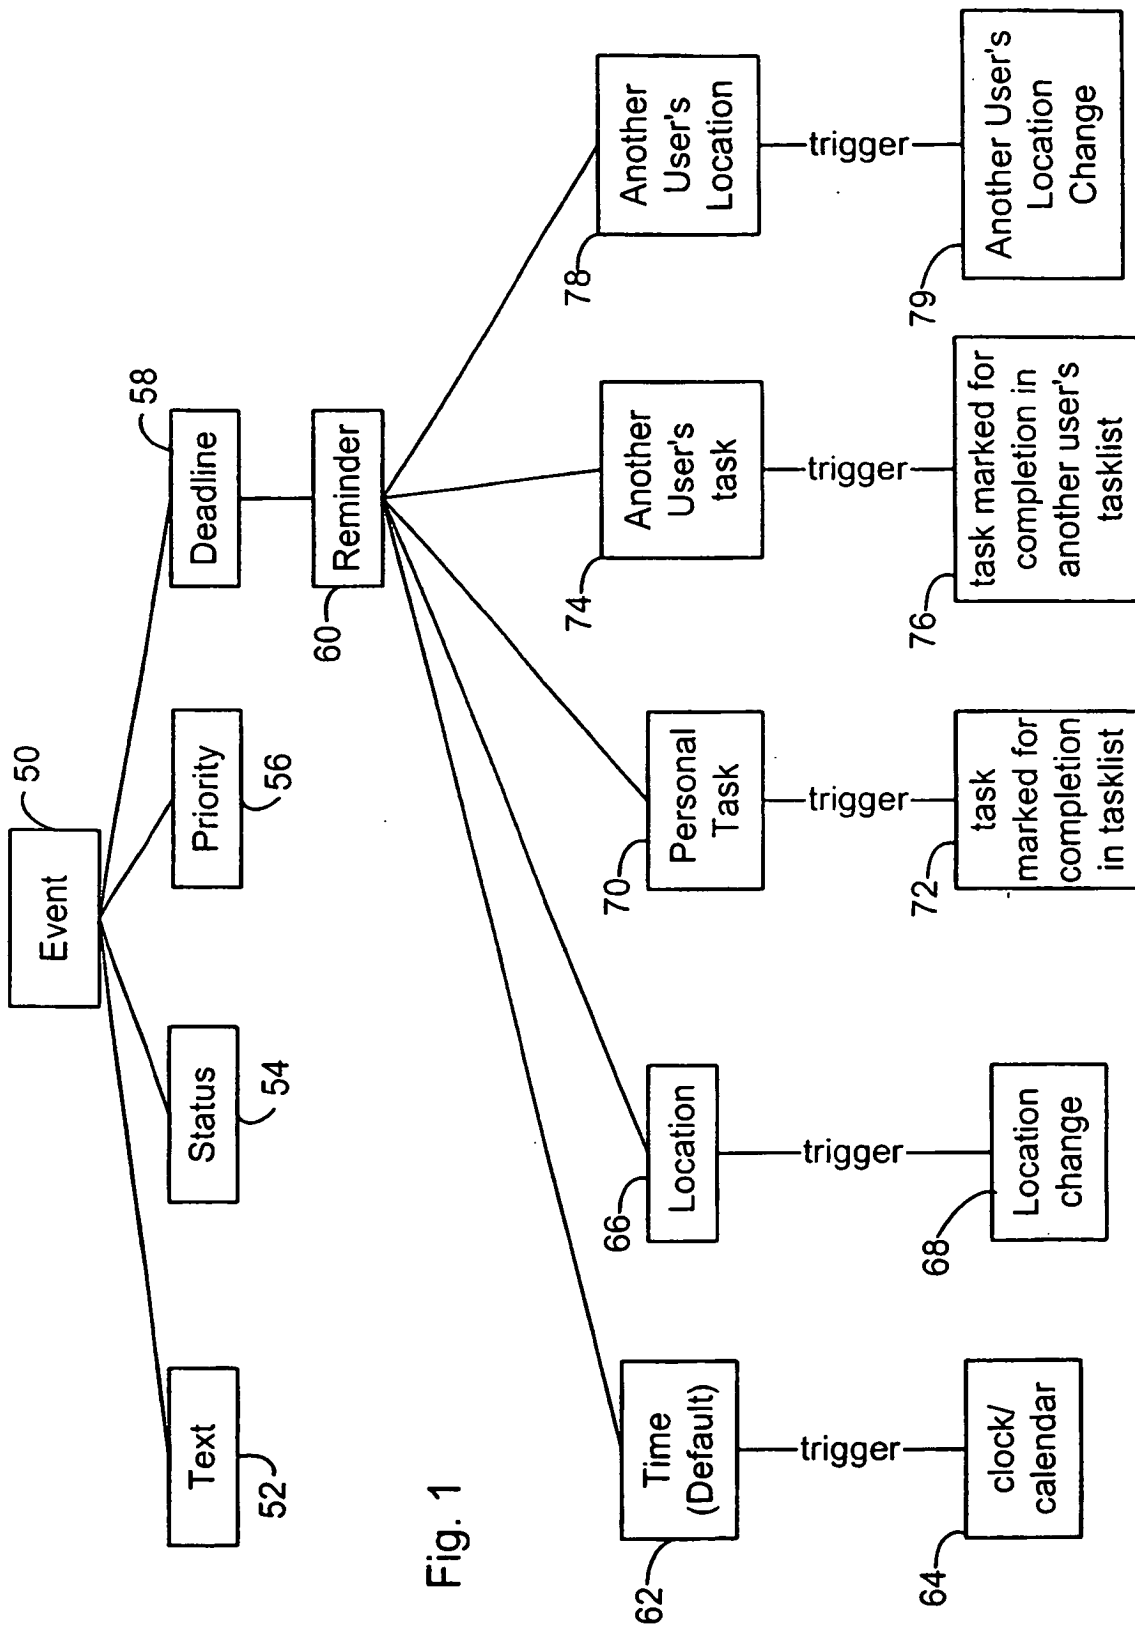 Event
50
Text
52
Status
54
Priority
56
Deadline
58
Reminder
60
Time
(Default)
62
Location
66
Personal
Task
70
Another
User's
task
74
Another
User's
Location
78
trigger
trigger
trigger
trigger
trigger
clock/
calendar
64
Location
change
68
task
marked for
completion
in tasklist
72
task marked for
completion in
another user's
tasklist
76
Another User's
Location
Change
79
Fig. 1